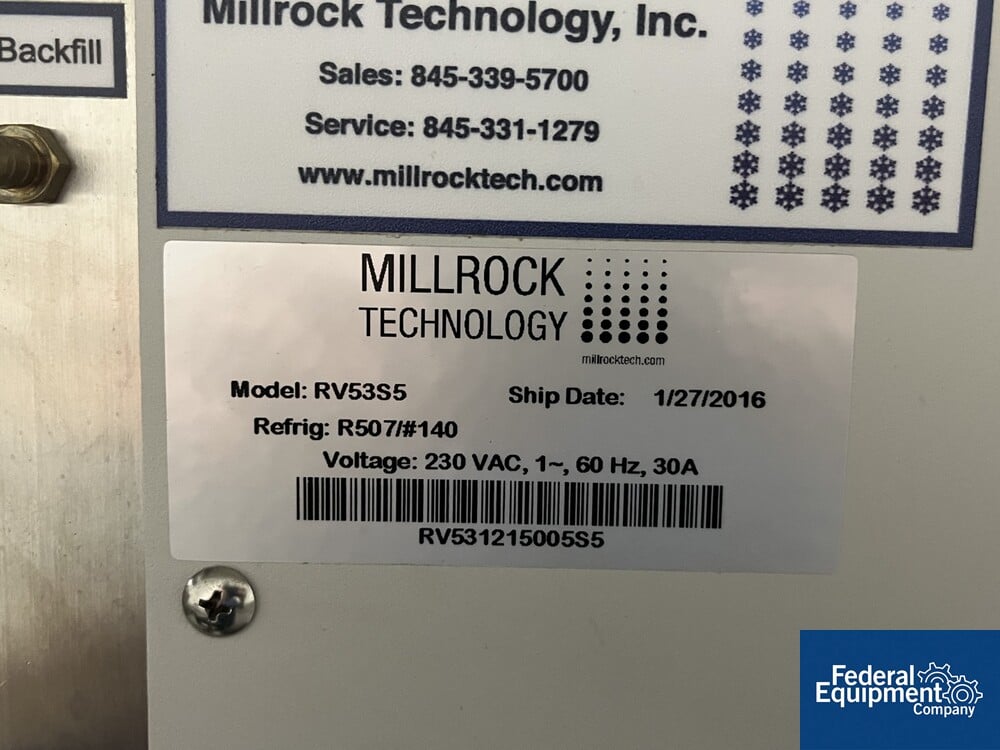 Backfill
Millrock Technology, Inc.
Sales: 845-339-5700
Service: 845-331-1279
www.millrocktech.com
MILLROCK
TECHNOLOGY
millrocktech.com
Model: RV53S5 Ship Date: 1/27/2016
Refrig: R507/#140
Voltage: 230 VAC, 1~, 60 Hz, 30A
RV531215005S5
Federal
Equipment
Company